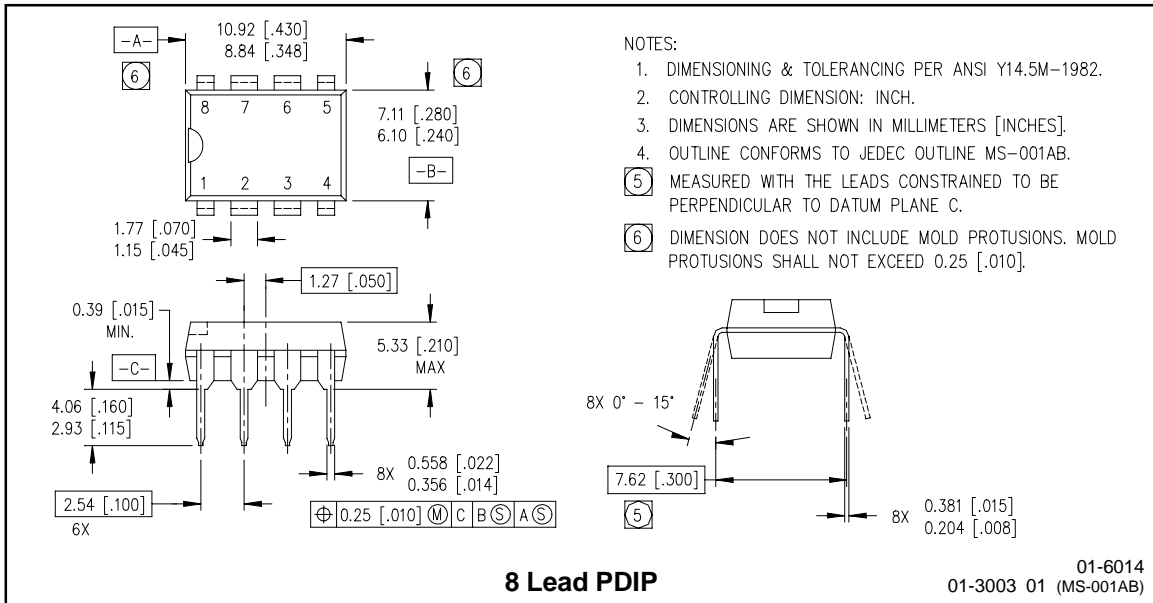 -A-
10.92 [.430]
8.84 [.348]
6
6
8 7 6 5
1 2 3 4
7.11 [.280]
6.10 [.240]
-B-
1.77 [.070]
1.15 [.045]
1.27 [.050]
0.39 [.015]
MIN.
-C-
5.33 [.210]
MAX
4.06 [.160]
2.93 [.115]
2.54 [.100]
6X
8X 0.558 [.022]
0.356 [.014]
⌖ 0.25 [.010] Ⓜ C B Ⓢ A Ⓢ
NOTES:
1. DIMENSIONING & TOLERANCING PER ANSI Y14.5M-1982.
2. CONTROLLING DIMENSION: INCH.
3. DIMENSIONS ARE SHOWN IN MILLIMETERS [INCHES].
4. OUTLINE CONFORMS TO JEDEC OUTLINE MS-001AB.
5 MEASURED WITH THE LEADS CONSTRAINED TO BE
PERPENDICULAR TO DATUM PLANE C.
6 DIMENSION DOES NOT INCLUDE MOLD PROTUSIONS. MOLD
PROTUSIONS SHALL NOT EXCEED 0.25 [.010].
8X 0° - 15°
7.62 [.300]
5
8X 0.381 [.015]
0.204 [.008]
8 Lead PDIP
01-6014
01-3003 01 (MS-001AB)